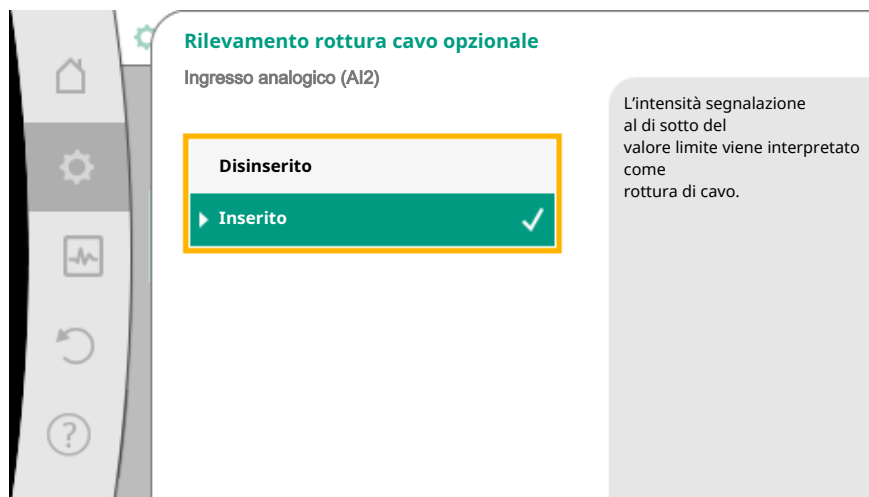 Rilevamento rottura cavo opzionale
Ingresso analogico (AI2)
Disinserito
Inserito
L'intensità segnalazione
al di sotto del
valore limite viene interpretato
come
rottura di cavo.
?